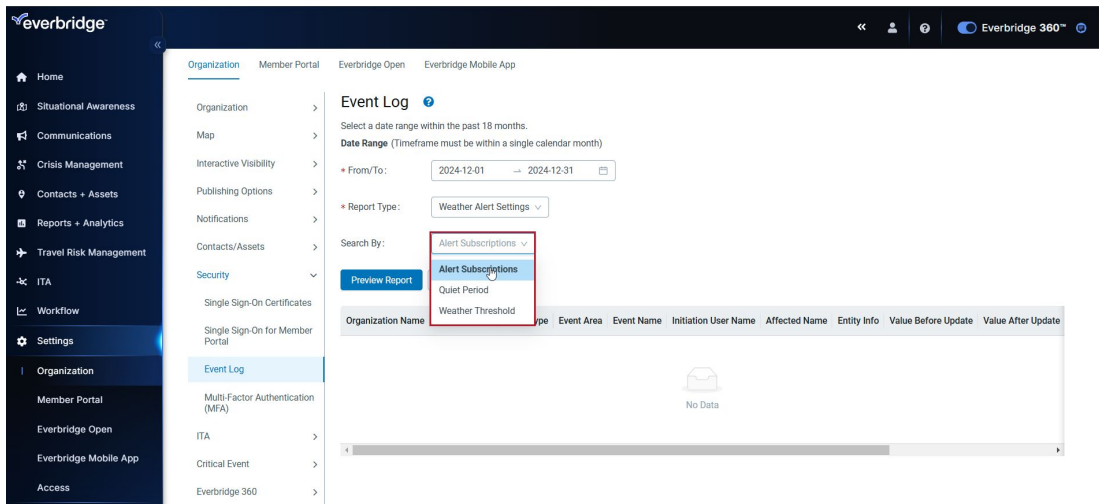 everbridge™
Everbridge 360™
Home
Situational Awareness
Communications
Crisis Management
Contacts + Assets
Reports + Analytics
Travel Risk Management
ITA
Workflow
Settings
Organization
Member Portal
Everbridge Open
Everbridge Mobile App
Access
Organization Member Portal Everbridge Open Everbridge Mobile App
Organization
Map
Interactive Visibility
Publishing Options
Notifications
Contacts/Assets
Security
Single Sign-On Certificates
Single Sign-On for Member
Portal
Event Log
Multi-Factor Authentication
(MFA)
ITA
Critical Event
Everbridge 360
Event Log
Select a date range within the past 18 months.
Date Range (Timeframe must be within a single calendar month)
* From/To: 2024-12-01 → 2024-12-31
* Report Type: Weather Alert Settings
Search By: Alert Subscriptions
Alert Subscriptions
Quiet Period
Weather Threshold
Preview Report
Organization Name Event Area Event Name Initiation User Name Affected Name Entity Info Value Before Update Value After Update
No Data